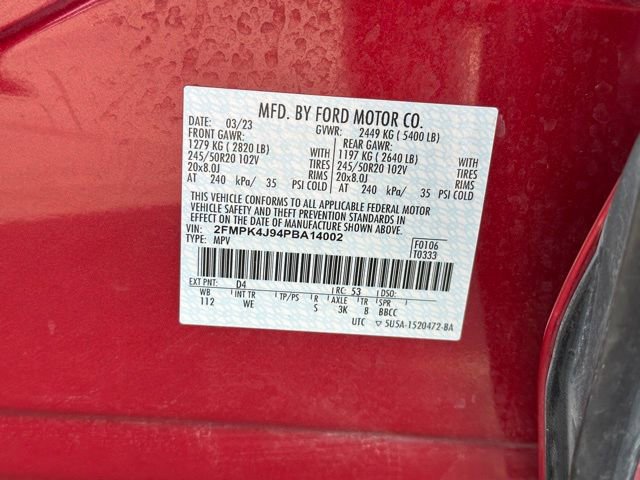 MFD. BY FORD MOTOR CO.
DATE: 03/23 GVWR: 2449 KG ( 5400 LB)
FRONT GAWR: REAR GAWR:
1279 KG ( 2820 LB) WITH 1197 KG ( 2640 LB) WITH
245/50R20 102V TIRES 245/50R20 102V TIRES
20x8.0J RIMS 20x8.0J RIMS
AT 240 kPa/ 35 PSI COLD AT 240 kPa/ 35 PSI COLD
THIS VEHICLE CONFORMS TO ALL APPLICABLE FEDERAL MOTOR
VEHICLE SAFETY AND THEFT PREVENTION STANDARDS IN
EFFECT ON THE DATE OF MANUFACTURE SHOWN ABOVE.
VIN: 2FMPK4J94PBA14002 F0106
TYPE: MPV T0333
EXT PNT: D4 RC: 53 DSO:
WB INT TR TP/PS R AXLE TR SPR
112 WE S 3K 8 BBCC
UTC ▽ 5U5A-1520472-BA